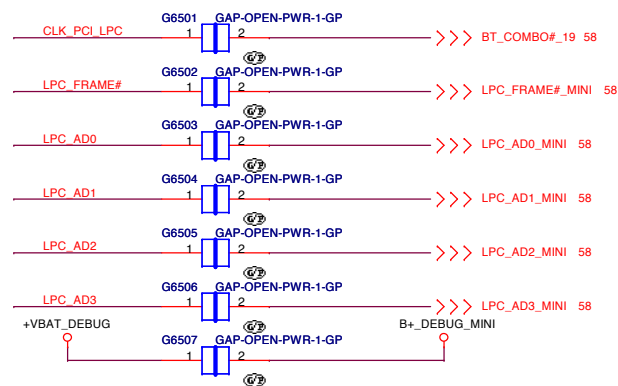 G6501 GAP-OPEN-PWR-1-GP
CLK_PCI_LPC 1 2 BT_COMBO#_19 58
G/P
G6502 GAP-OPEN-PWR-1-GP
LPC_FRAME# 1 2 LPC_FRAME#_MINI 58
G/P
G6503 GAP-OPEN-PWR-1-GP
LPC_AD0 1 2 LPC_AD0_MINI 58
G/P
G6504 GAP-OPEN-PWR-1-GP
LPC_AD1 1 2 LPC_AD1_MINI 58
G/P
G6505 GAP-OPEN-PWR-1-GP
LPC_AD2 1 2 LPC_AD2_MINI 58
G/P
G6506 GAP-OPEN-PWR-1-GP
LPC_AD3 1 2 LPC_AD3_MINI 58
G/P
+VBAT_DEBUG B+_DEBUG_MINI
G6507 GAP-OPEN-PWR-1-GP
1 2
G/P